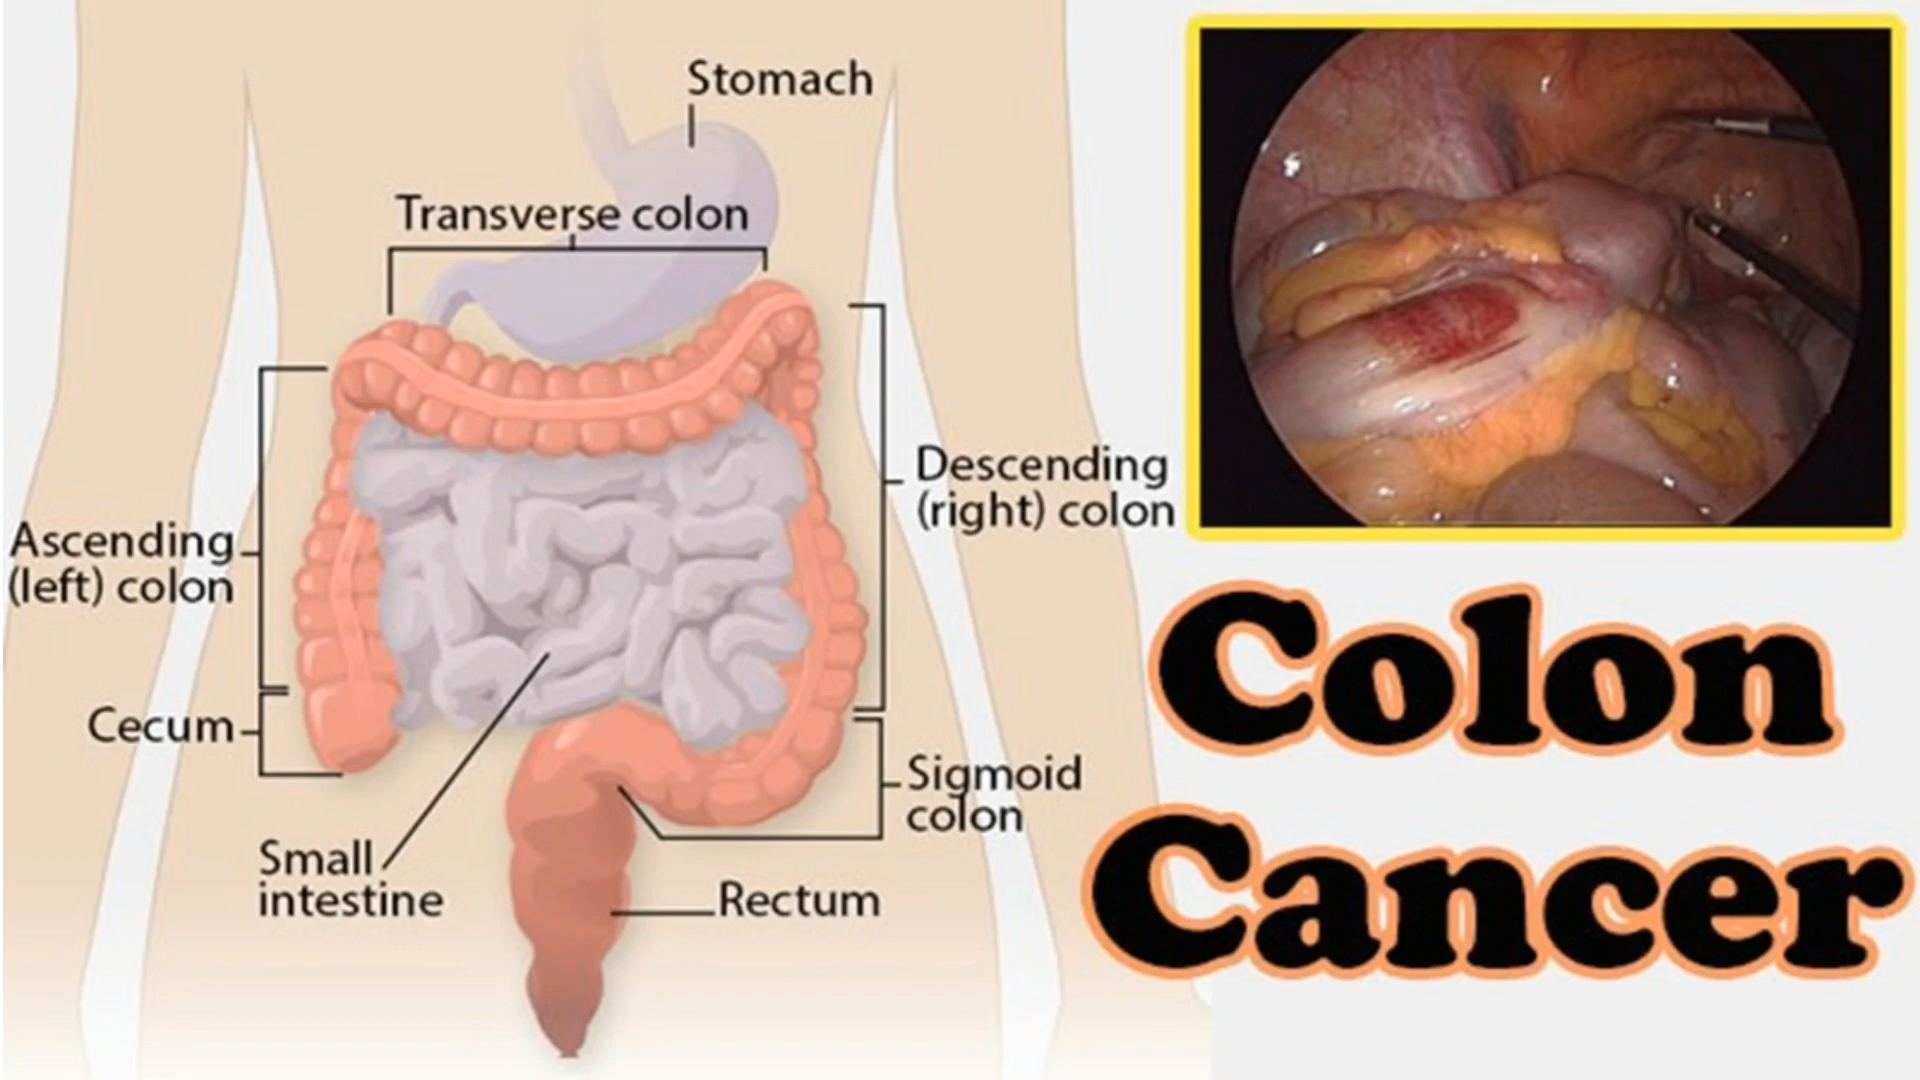 Stomach
Transverse colon
Descending
(right) colon
Ascending
(left) colon
Cecum
Sigmoid
colon
Small
intestine
Rectum
Colon
Cancer